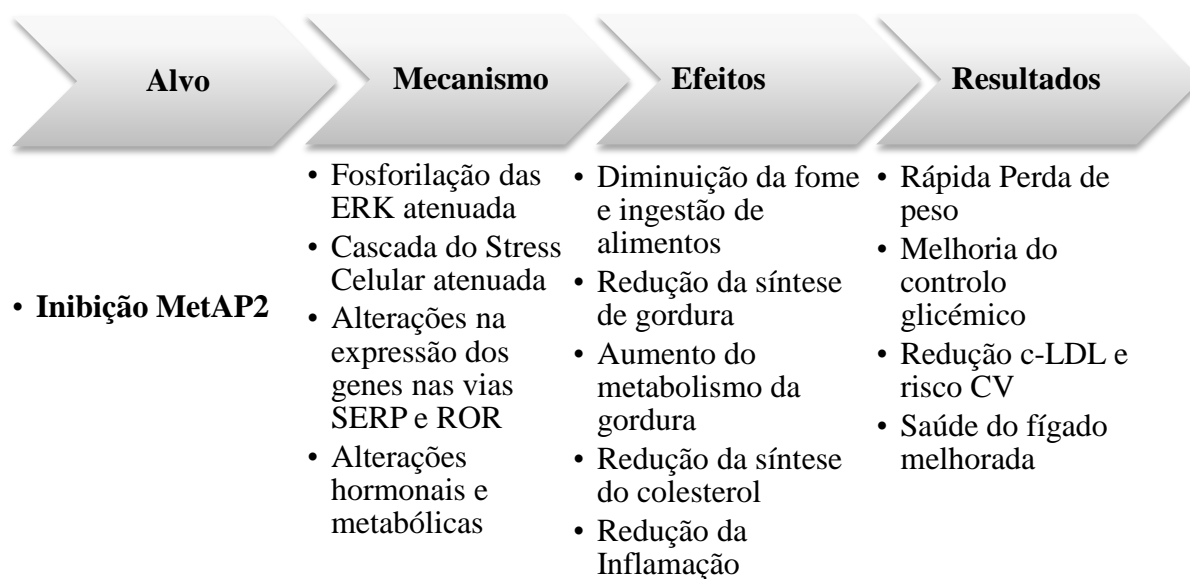 Alvo
Mecanismo
Efeitos
Resultados
• Inibição MetAP2
• Fosforilação das
ERK atenuada
• Cascada do Stress
Celular atenuada
• Alterações na
expressão dos
genes nas vias
SERP e ROR
• Alterações
hormonais e
metabólicas
• Diminuição da fome
e ingestão de
alimentos
• Redução da síntese
de gordura
• Aumento do
metabolismo da
gordura
• Redução da síntese
do colesterol
• Redução da
Inflamação
• Rápida Perda de
peso
• Melhoria do
controlo
glicémico
• Redução c-LDL e
risco CV
• Saúde do fígado
melhorada